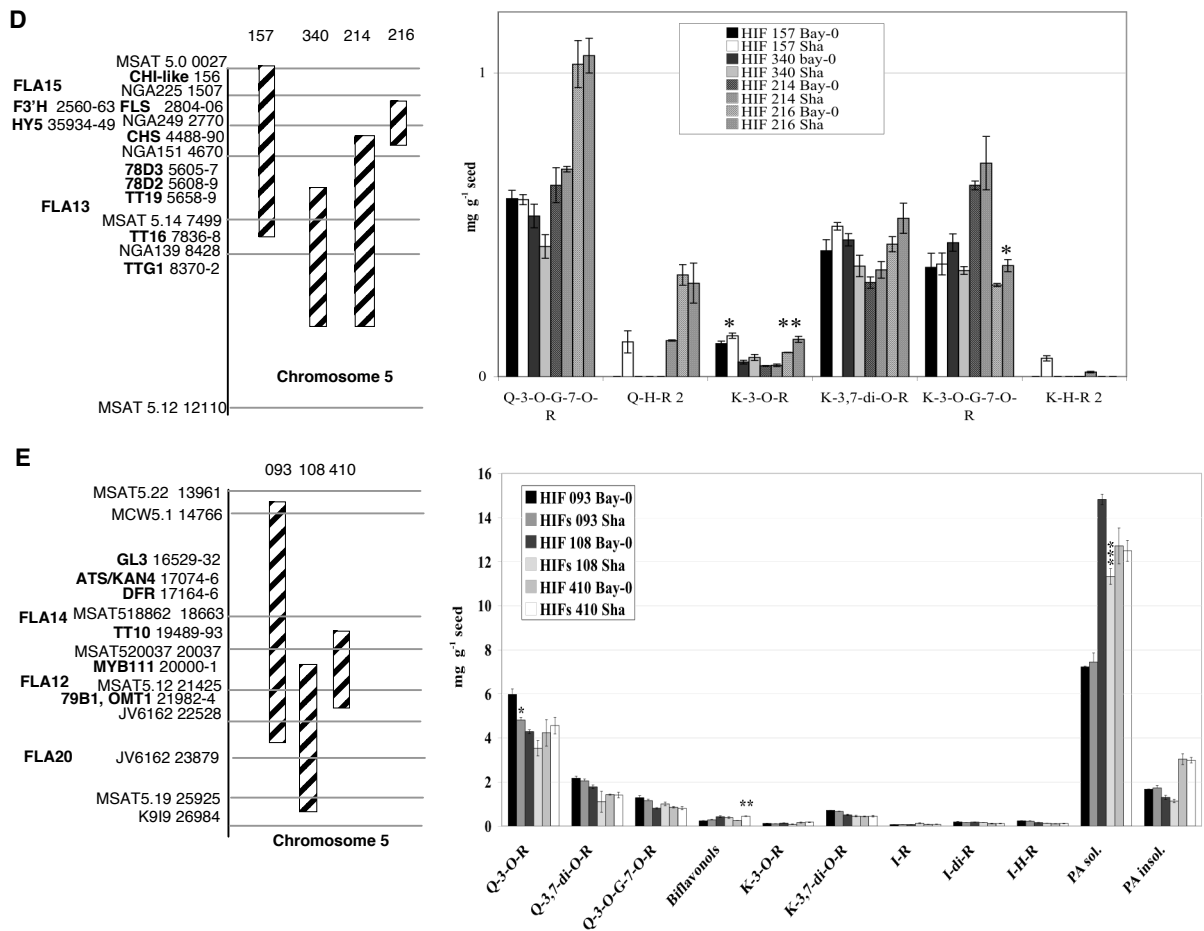 D
157 340 214 216
MSAT 5.0 0027
CHI-like 156
FLA15
NGA225 1507
F3'H 2560-63 FLS 2804-06
HY5 35934-49 NGA249 2770
CHS 4488-90
NGA151 4670
78D3 5605-7
78D2 5608-9
TT19 5658-9
FLA13
MSAT 5.14 7499
TT16 7836-8
NGA139 8428
TTG1 8370-2
Chromosome 5
MSAT 5.12 12110
mg g-1 seed
1
0
HIF 157 Bay-0
HIF 157 Sha
HIF 340 bay-0
HIF 340 Sha
HIF 214 Bay-0
HIF 214 Sha
HIF 216 Bay-0
HIF 216 Sha
* ** *
Q-3-O-G-7-O-R Q-H-R 2 K-3-O-R K-3,7-di-O-R K-3-O-G-7-O-R K-H-R 2
E
093 108 410
MSAT5.22 13961
MCW5.1 14766
GL3 16529-32
ATS/KAN4 17074-6
DFR 17164-6
FLA14 MSAT518862 18663
TT10 19489-93
MSAT520037 20037
MYB111 20000-1
FLA12
MSAT5.12 21425
79B1, OMT1 21982-4
JV6162 22528
FLA20 JV6162 23879
MSAT5.19 25925
K9I9 26984
Chromosome 5
mg g-1 seed
16
14
12
10
8
6
4
2
0
HIF 093 Bay-0
HIFs 093 Sha
HIF 108 Bay-0
HIFs 108 Sha
HIF 410 Bay-0
HIFs 410 Sha
* ** ***
Q-3-O-R Q-3,7-di-O-R Q-3-O-G-7-O-R Biflavonols K-3-O-R K-3,7-di-O-R I-R I-di-R I-H-R PA sol. PA insol.